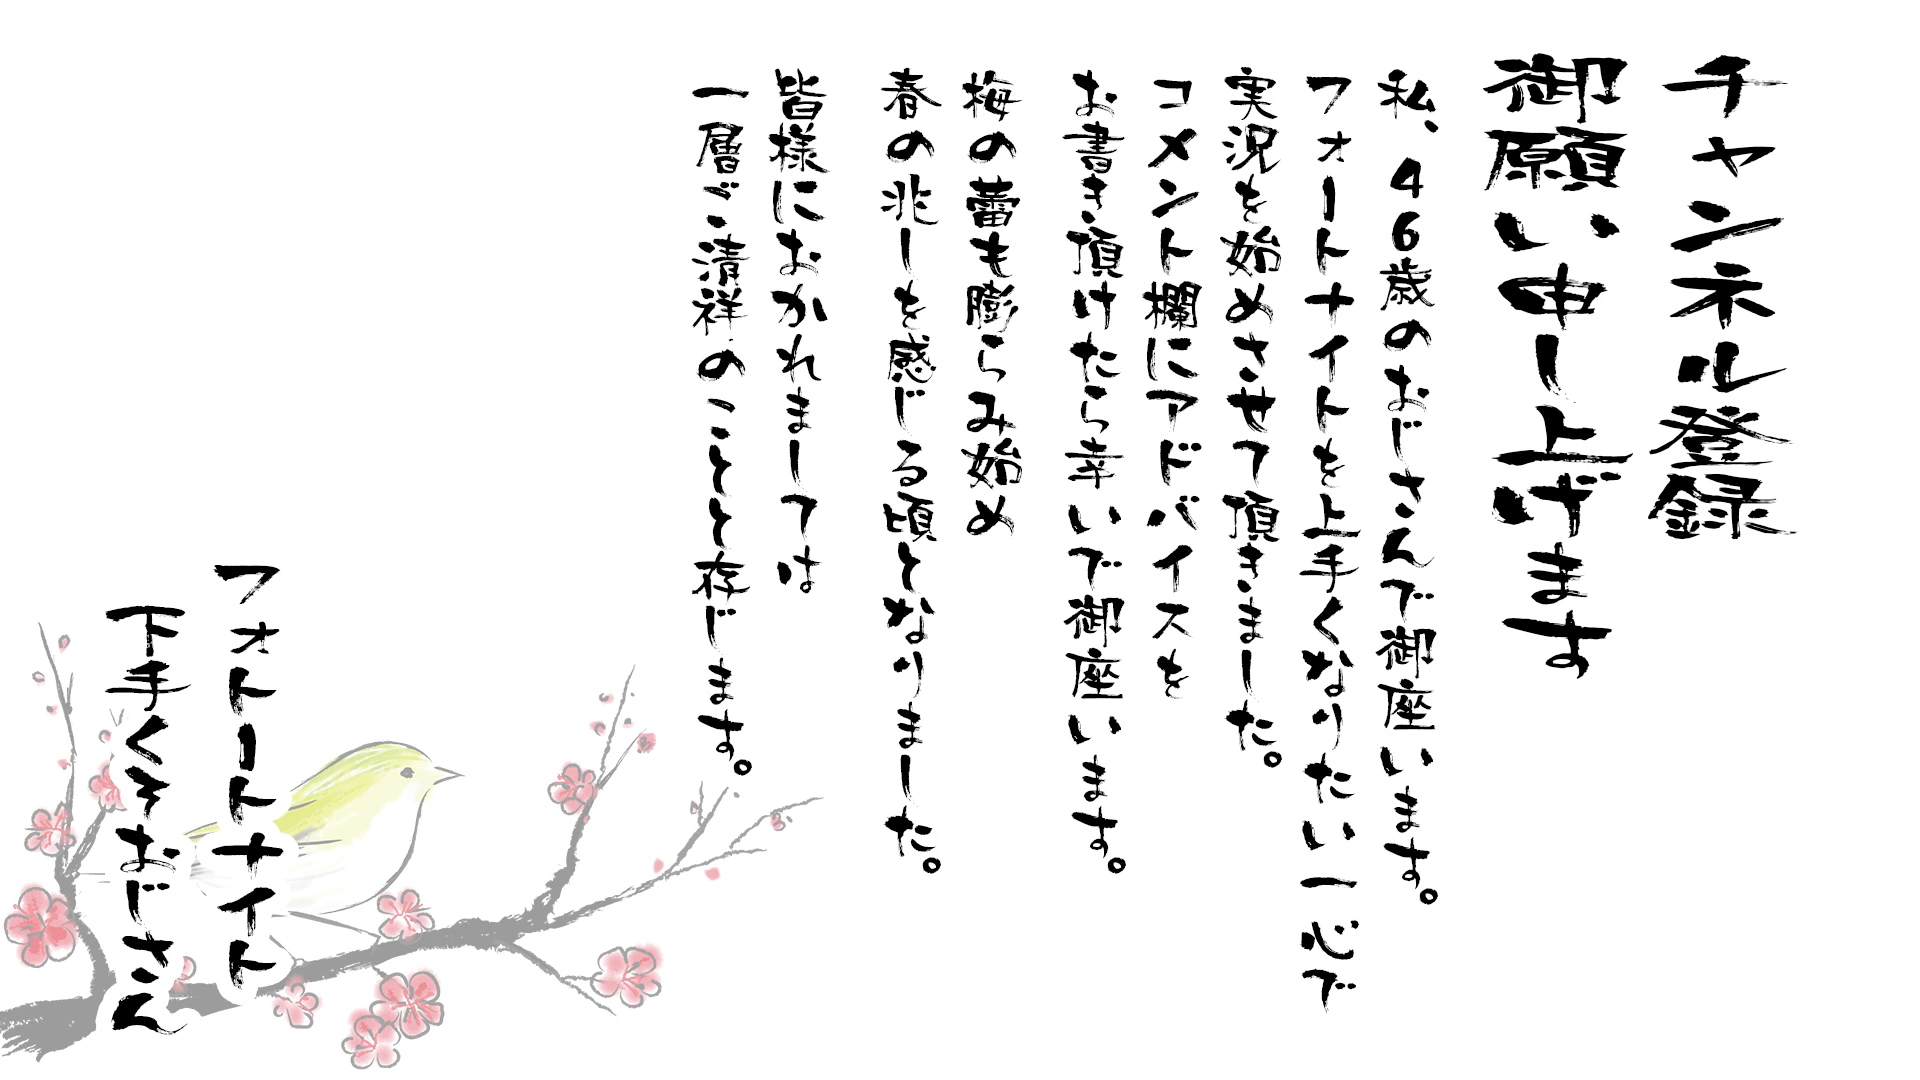 チャンネル登録
御願い申し上げます
私、46歳のおじさんで御座います。
フォートナイトを上手くなりたい一心で
実況を始めさせて頂きました。
コメント欄にアドバイスを
お書き頂けたら幸いで御座います。
梅の蕾も膨らみ始め
春の兆しを感じる頃となりました。
皆様におかれましては
一層ご清祥のことと存じます。
フォートナイト
下手くそおじさん